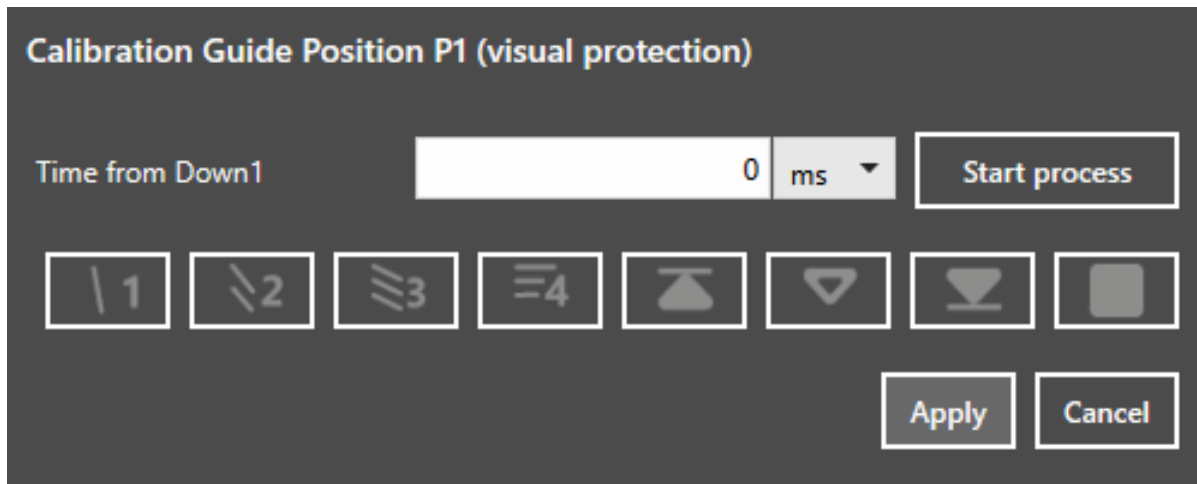 Calibration Guide Position P1 (visual protection)
Time from Down1 0 ms Start process
1 2 3 4
Apply Cancel